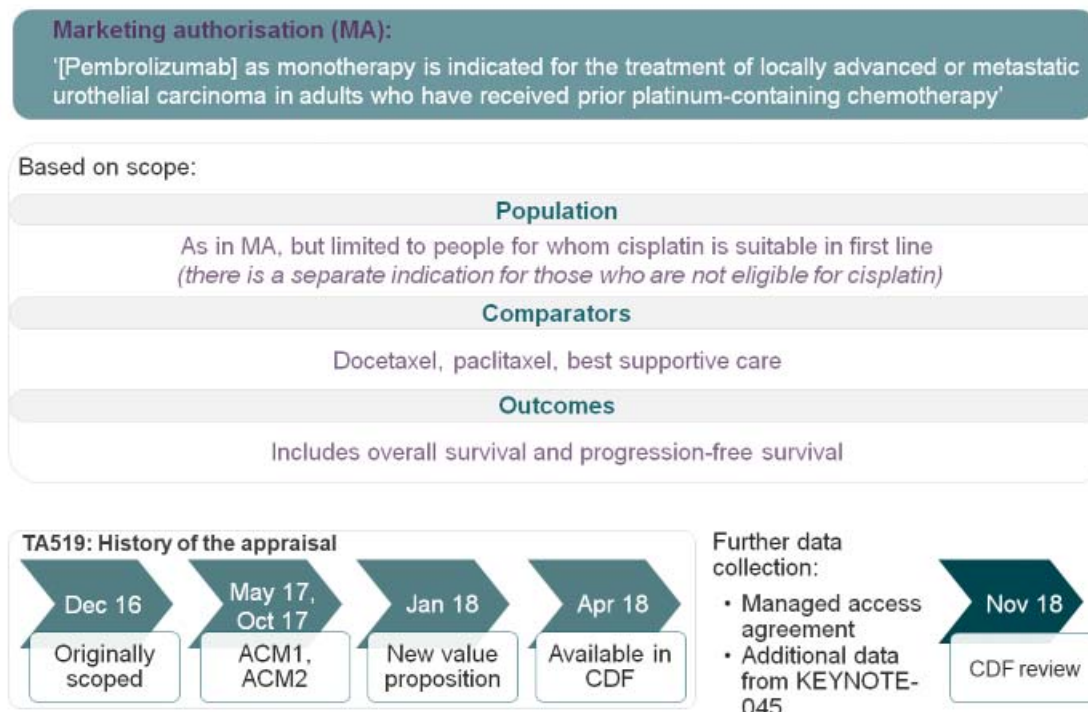 Marketing authorisation (MA):
‘[Pembrolizumab] as monotherapy is indicated for the treatment of locally advanced or metastatic
urothelial carcinoma in adults who have received prior platinum-containing chemotherapy’
Based on scope:
Population
As in MA, but limited to people for whom cisplatin is suitable in first line
(there is a separate indication for those who are not eligible for cisplatin)
Comparators
Docetaxel, paclitaxel, best supportive care
Outcomes
Includes overall survival and progression-free survival
TA519: History of the appraisal
Dec 16
Originally
scoped
May 17,
Oct 17
ACM1,
ACM2
Jan 18
New value
proposition
Apr 18
Available in
CDF
Further data
collection:
• Managed access
agreement
• Additional data
from KEYNOTE-
045
Nov 18
CDF review